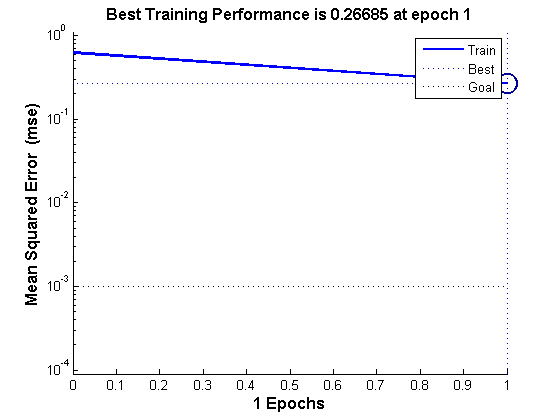 Best Training Performance is 0.26685 at epoch 1
10^0
10^-1
10^-2
10^-3
10^-4
Mean Squared Error (mse)
Train
Best
Goal
0 0.1 0.2 0.3 0.4 0.5 0.6 0.7 0.8 0.9 1
1 Epochs